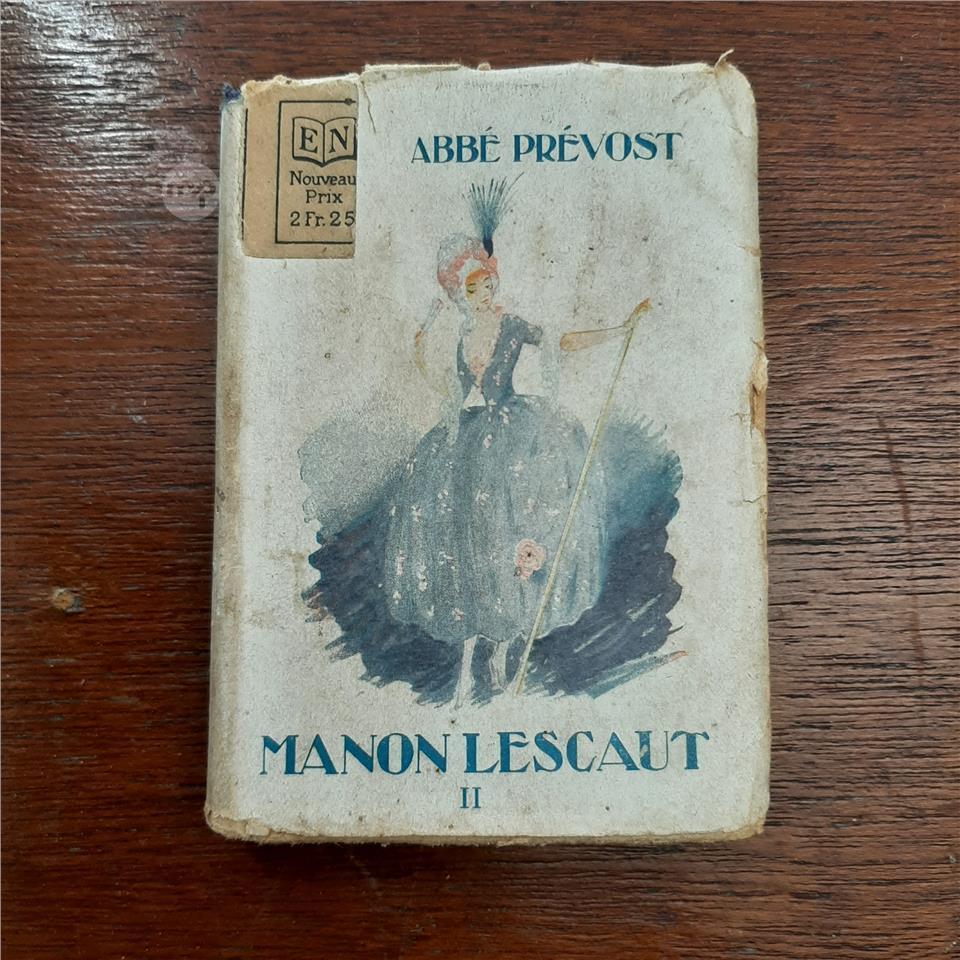 EN
Nouveau
Prix
2 Fr. 25
ABBÉ PRÉVOST
MANON LESCAUT
II